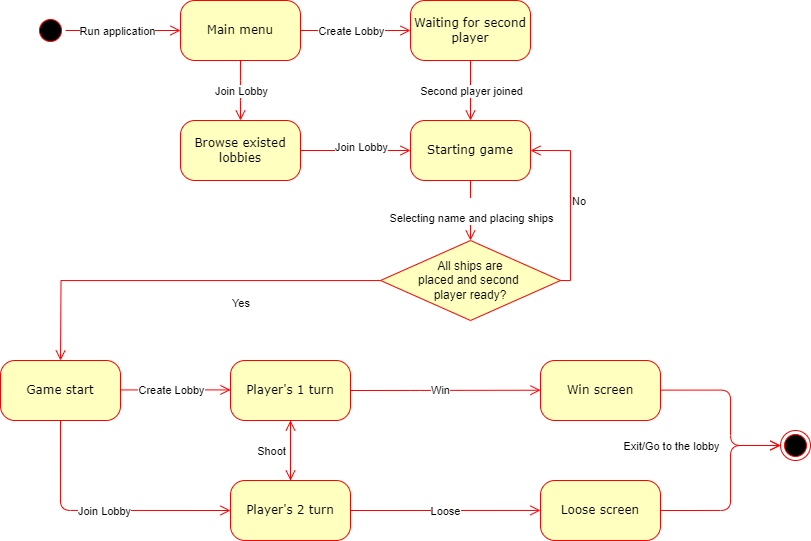 Run application
Main menu
Create Lobby
Waiting for second
player
Join Lobby
Second player joined
Browse existed
lobbies
Join Lobby
Starting game
No
Selecting name and placing ships
All ships are
placed and second
player ready?
Yes
Game start
Create Lobby
Player's 1 turn
Win
Win screen
Shoot
Exit/Go to the lobby
Join Lobby
Player's 2 turn
Loose
Loose screen